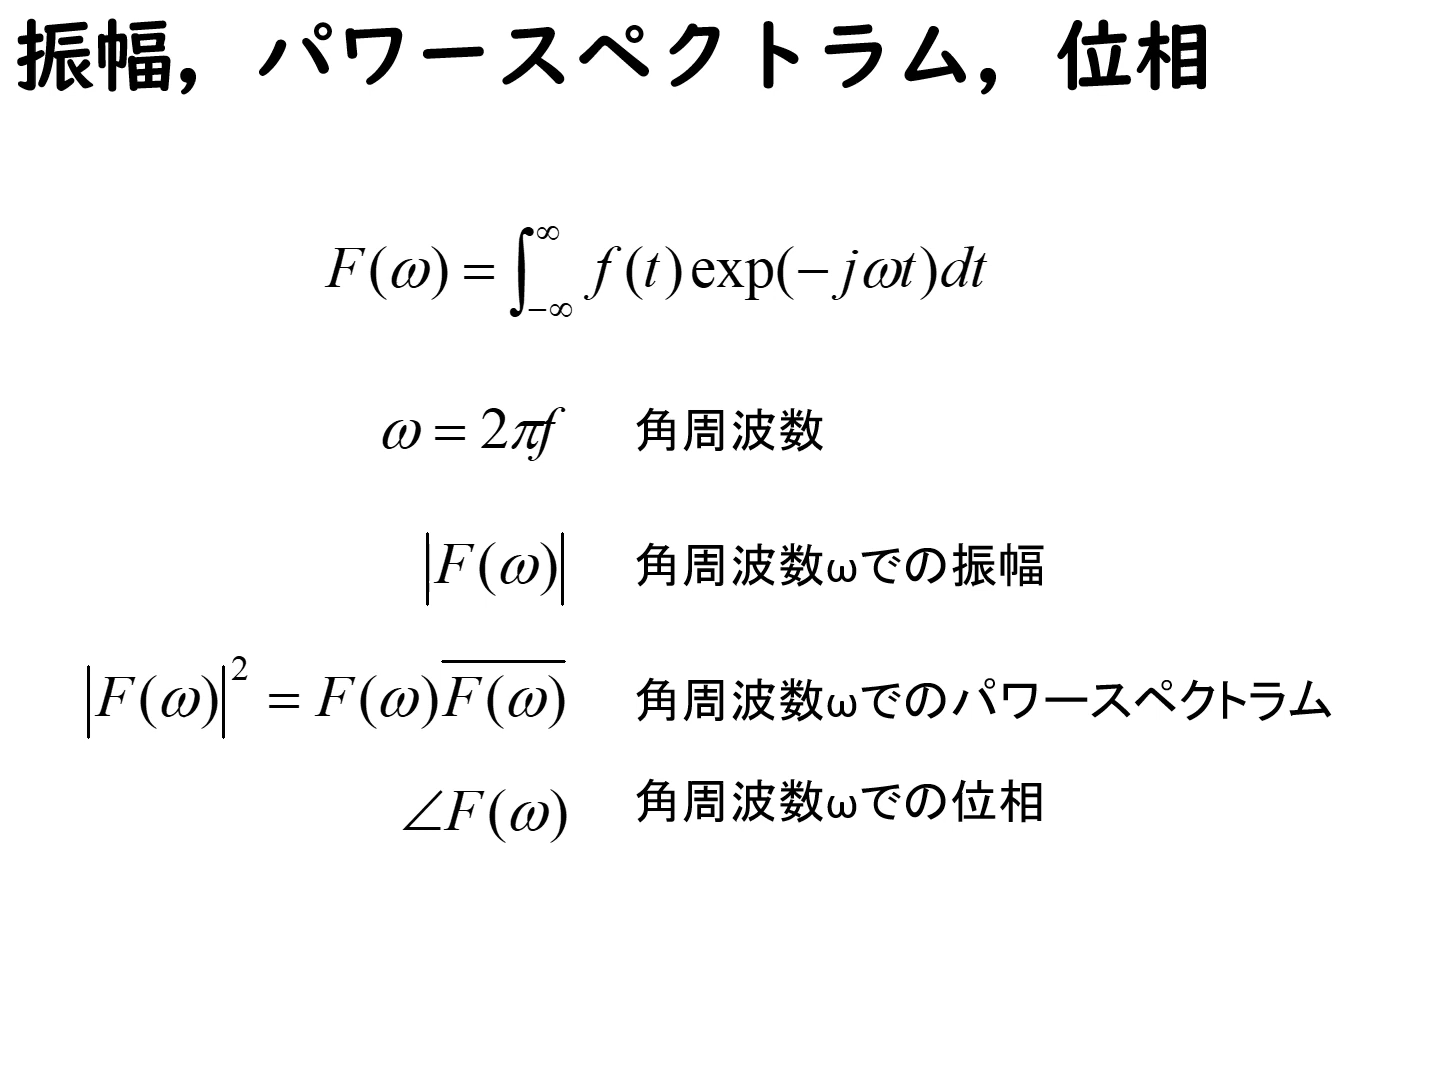 振幅，パワースペクトラム，位相
F(ω) = ∫_{-∞}^{∞} f(t) exp(−jωt)dt
ω = 2πf 角周波数
|F(ω)| 角周波数ωでの振幅
|F(ω)|² = F(ω)\overline{F(ω)} 角周波数ωでのパワースペクトラム
∠F(ω) 角周波数ωでの位相